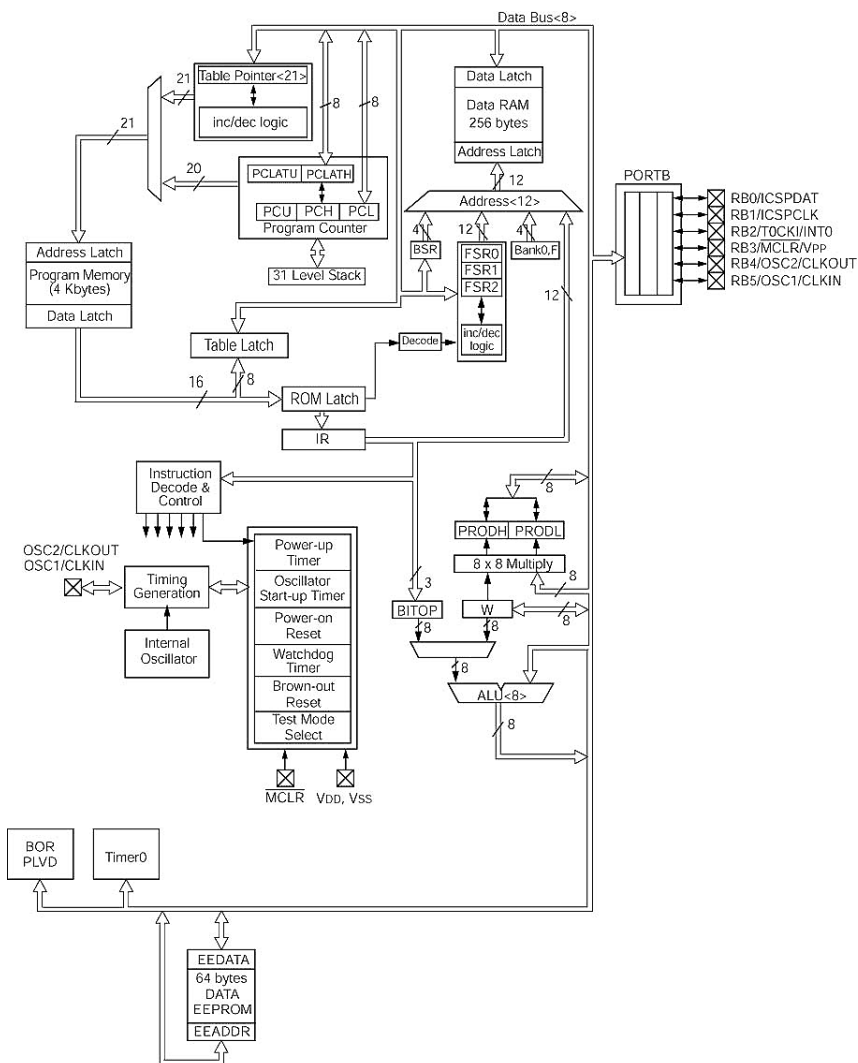 Data Bus<8>
21
Table Pointer<21>
inc/dec logic
21
20
8
8
PCLATU PCLATH
PCU PCH PCL
Program Counter
31 Level Stack
Address Latch
Program Memory
(4 Kbytes)
Data Latch
Data Latch
Data RAM
256 bytes
Address Latch
12
Address<12>
4
12
4
BSR
FSR0
FSR1
FSR2
inc/dec
logic
Bank0,F
12
PORTB
RB0/ICSPDAT
RB1/ICSPCLK
RB2/T0CKI/INT0
RB3/MCLR/VPP
RB4/OSC2/CLKOUT
RB5/OSC1/CLKIN
Table Latch
Decode
16
8
ROM Latch
IR
Instruction
Decode &
Control
OSC2/CLKOUT
OSC1/CLKIN
Timing
Generation
Internal
Oscillator
Power-up
Timer
Oscillator
Start-up Timer
Power-on
Reset
Watchdog
Timer
Brown-out
Reset
Test Mode
Select
MCLR
VDD, VSS
8
PRODH PRODL
8 x 8 Multiply
8
3
BITOP
W
8
8
8
8
ALU<8>
8
BOR
PLVD
Timer0
EEDATA
64 bytes
DATA
EEPROM
EEADDR